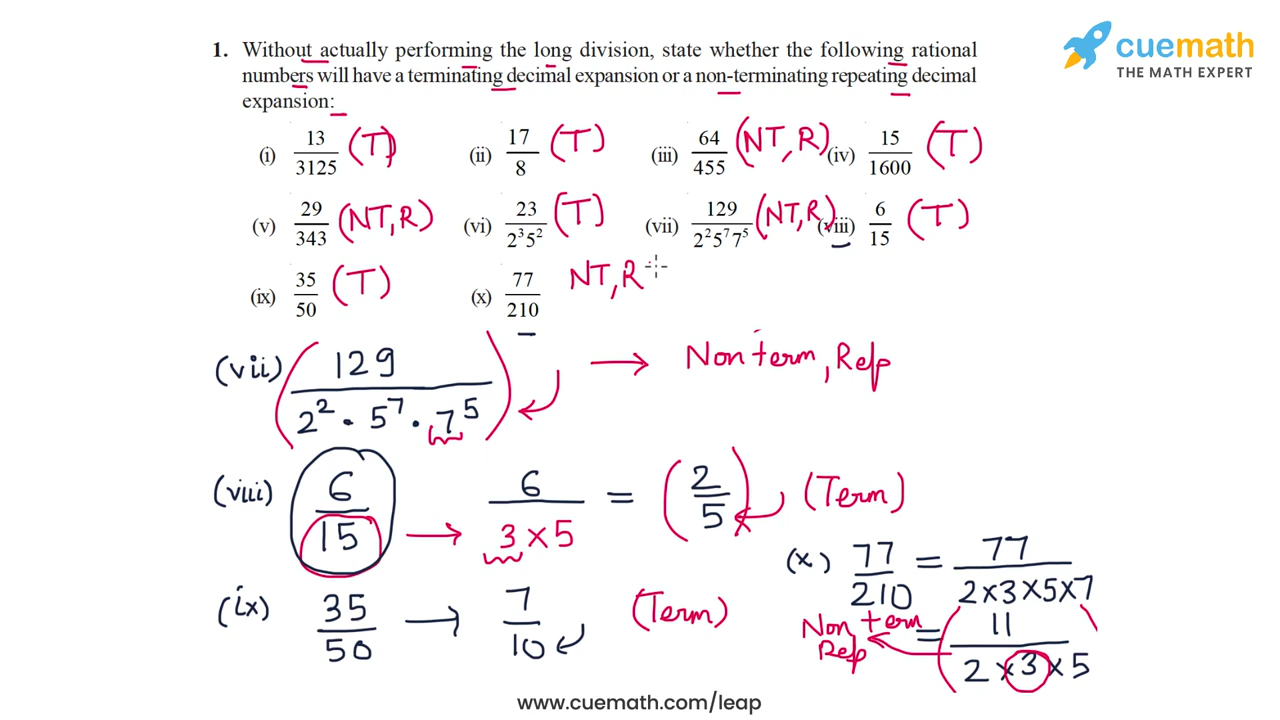 cuemath
THE MATH EXPERT
1. Without actually performing the long division, state whether the following rational
numbers will have a terminating decimal expansion or a non-terminating repeating decimal
expansion:
(i) 13/3125 (T) (ii) 17/8 (T) (iii) 64/455 (NT, R) (iv) 15/1600 (T)
(v) 29/343 (NT, R) (vi) 23/2³5² (T) (vii) 129/2²5⁷7⁵ (NT, R) (viii) 6/15 (T)
(ix) 35/50 (T) (x) 77/210 NT, R
(vii) (129/2² · 5⁷ · 7⁵) → Non term, Rep
(viii) 6/15 → 6/3×5 = (2/5) (Term)
(ix) 35/50 → 7/10 (Term)
(x) 77/210 = 77/2×3×5×7
= (11/2×3×5)
Non term
Rep
www.cuemath.com/leap